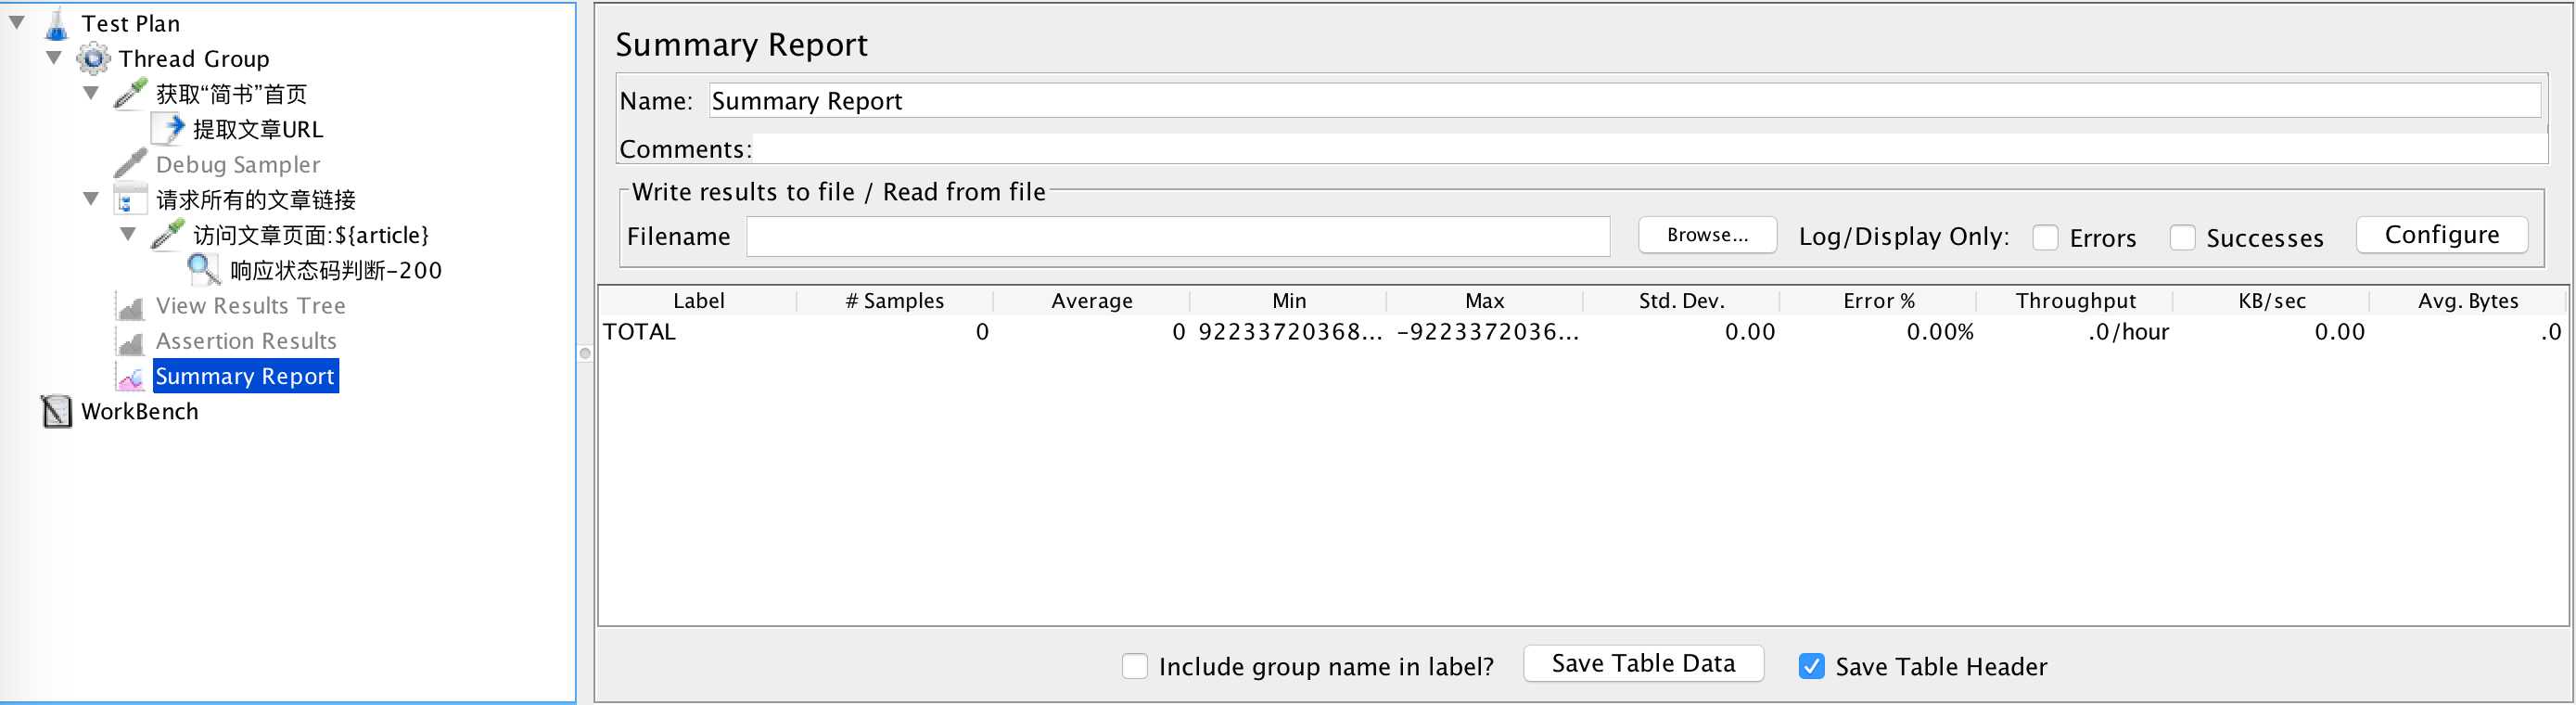 Test Plan
Thread Group
获取“简书”首页
提取文章URL
Debug Sampler
请求所有的文章链接
访问文章页面:${article}
响应状态码判断-200
View Results Tree
Assertion Results
Summary Report
WorkBench
Summary Report
Name: Summary Report
Comments:
Write results to file / Read from file
Filename Browse... Log/Display Only: Errors Successes Configure
Label # Samples Average Min Max Std. Dev. Error % Throughput KB/sec Avg. Bytes
TOTAL 0 0 92233720368... -9223372036... 0.00 0.00% .0/hour 0.00 .0
Include group name in label? Save Table Data Save Table Header